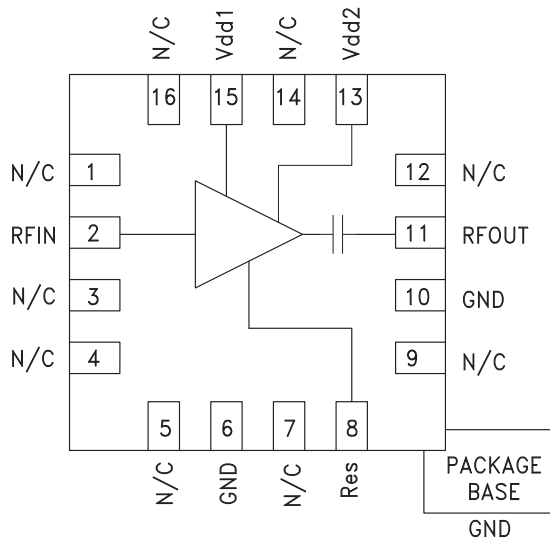 N/C
Vdd1
N/C
Vdd2
16
15
14
13
N/C
1
12
N/C
RFIN
2
11
RFOUT
N/C
3
10
GND
N/C
4
9
N/C
5
6
7
8
N/C
GND
N/C
Res
PACKAGE
BASE
GND